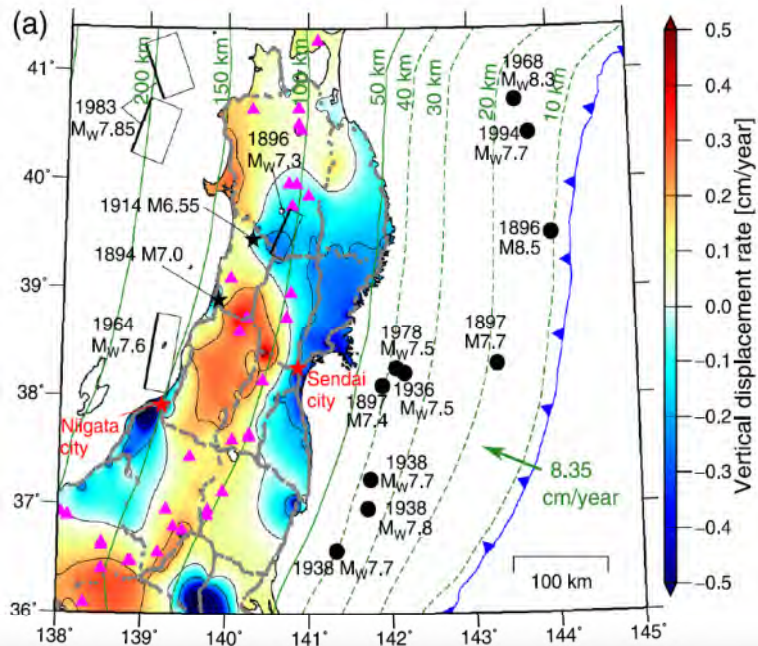 (a)
41˚
40˚
39˚
38˚
37˚
36˚
138
139
140
141
142
143
144
145
200 km
150 km
100 km
50 km
40 km
30 km
20 km
10 km
1983
MW7.85
1896
MW7.3
1914 M6.55
1894 M7.0
1964
MW7.6
Niigata
city
Sendai
city
1968
MW8.3
1994
MW7.7
1896
M8.5
1897
M7.7
1978
MW7.5
1936
MW7.5
1897
M7.4
1938
MW7.7
1938
MW7.8
1938 MW7.7
8.35
cm/year
100 km
0.5
0.4
0.3
0.2
0.1
0.0
−0.1
−0.2
−0.3
−0.4
−0.5
Vertical displacement rate [cm/year]